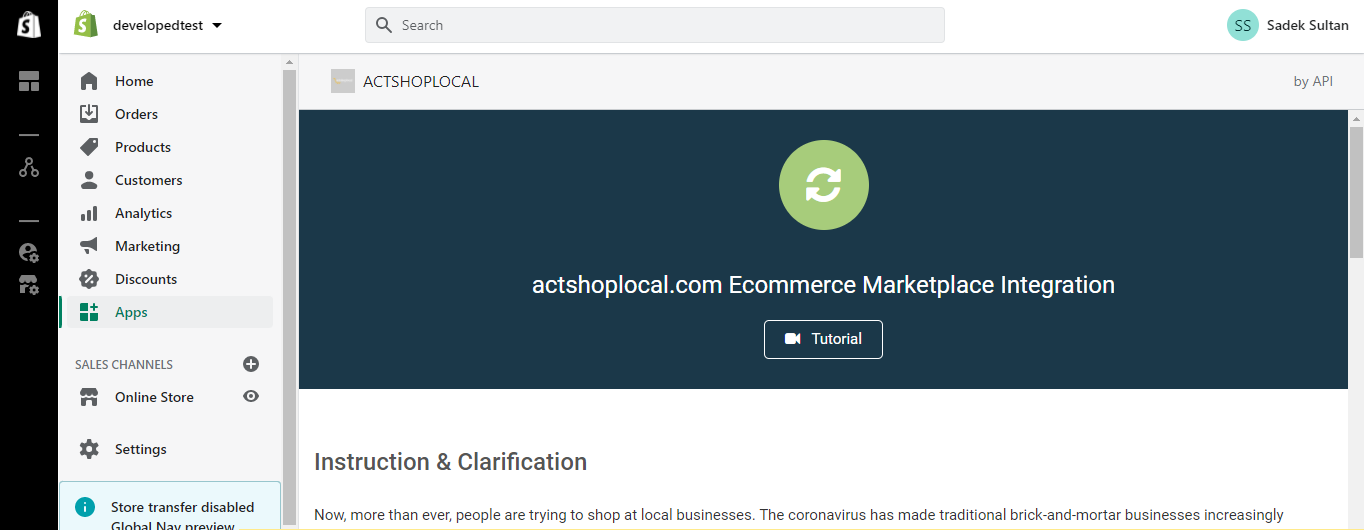 developedtest
Search
SS
Sadek Sultan
Home
Orders
Products
Customers
Analytics
Marketing
Discounts
Apps
SALES CHANNELS
Online Store
Settings
Store transfer disabled
Global Nav preview
ACTSHOPLOCAL
by API
actshoplocal.com Ecommerce Marketplace Integration
Tutorial
Instruction & Clarification
Now, more than ever, people are trying to shop at local businesses. The coronavirus has made traditional brick-and-mortar businesses increasingly